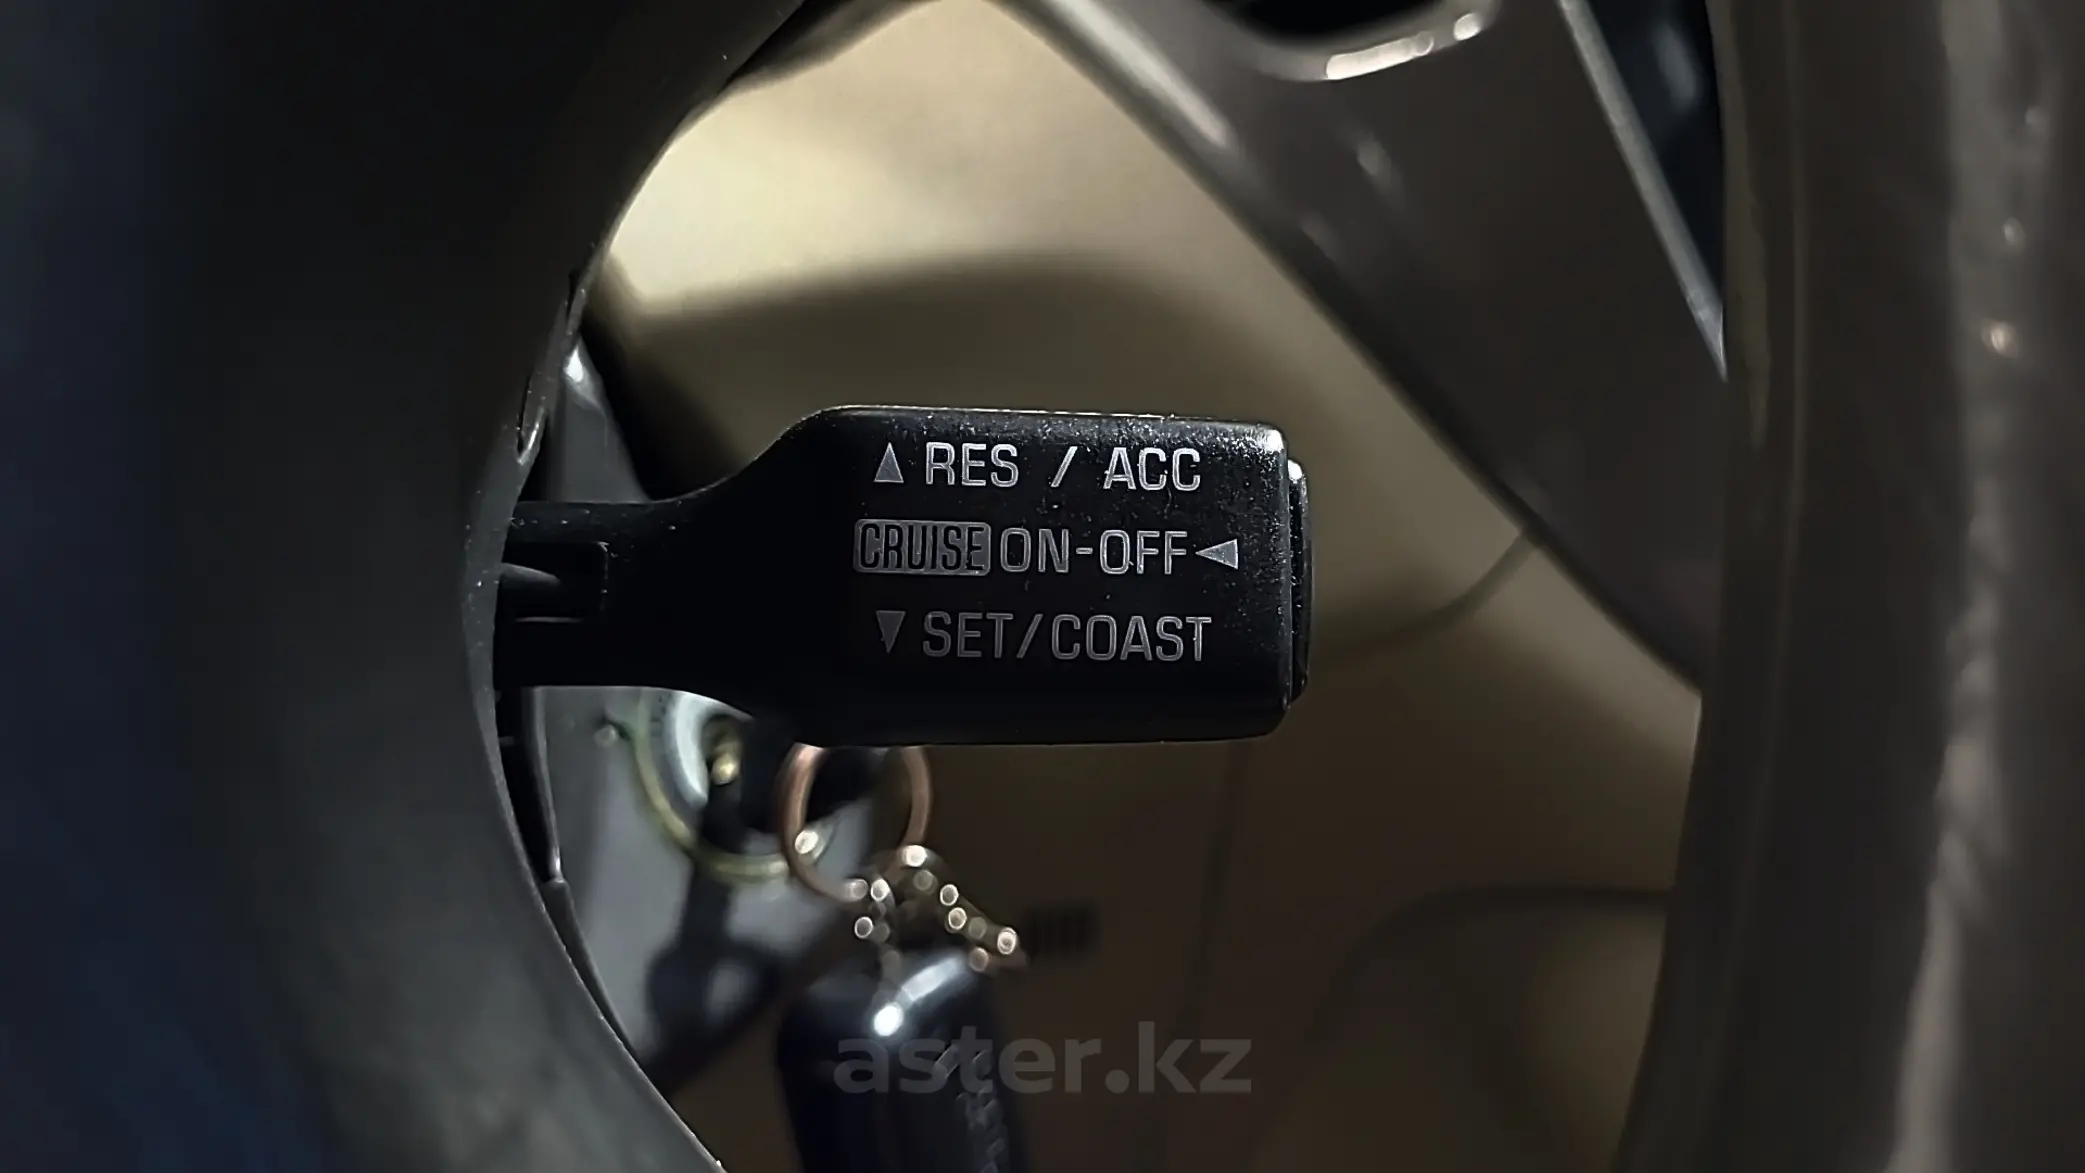 ▲ RES / ACC
CRUISE ON-OFF ◄
▼ SET/COAST
aster.kz